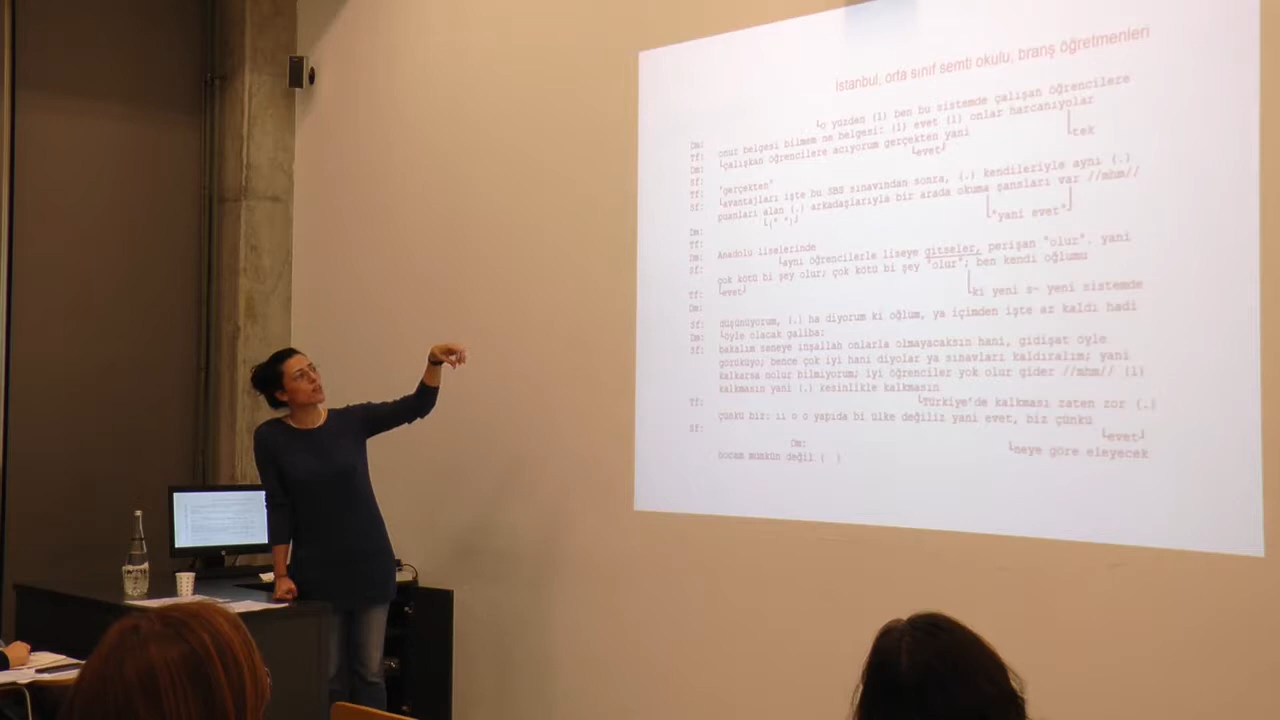 İstanbul, orta sınıf semti okulu, branş öğretmenleri
└o yüzden (1) ben bu sistemde çalışan öğrencilere
Dm:
Tf: onur belgesi bilmem ne belgesi: (1) evet (1) onlar harcanıyolar
Dm: └çalışkan öğrencilere acıyorum gerçekten yani └tek
Sf: └evet┘
Tf: °gerçekten°
Sf: └avantajları işte bu SBS sınavından sonra, (.) kendileriyle aynı (.)
puanları alan (.) arkadaşlarıyla bir arada okuma şansları var //mhm//
Dm: └"yani evet"┘
Tf:
Dm: Anadolu liselerinde
Sf: └aynı öğrencilerle liseye gitseler, perişan "olur". yani
çok kötü bi şey olur; çok kötü bi şey "olur"; ben kendi oğlumu
Tf: └evet┘
Dm: └ki yeni s- yeni sistemde
Sf: düşünüyorum, (.) ha diyorum ki oğlum, ya içimden işte az kaldı hadi
Dm: └öyle olacak galiba:
Sf: bakalım seneye inşallah onlarla olmayacaksın hani, gidişat öyle
görüküyo; bence çok iyi hani diyolar ya sınavları kaldıralım; yani
kalkarsa nolur bilmiyorum; iyi öğrenciler yok olur gider //mhm// (1)
kalkmasın yani (.) kesinlikle kalkmasın
Tf: └Türkiye'de kalkması zaten zor (.)
çünkü biz: ıı o o yapıda bi ülke değiliz yani evet, biz çünkü
Sf: └evet┘
Dm: └neye göre eleyecek
hocam mümkün değil ( )